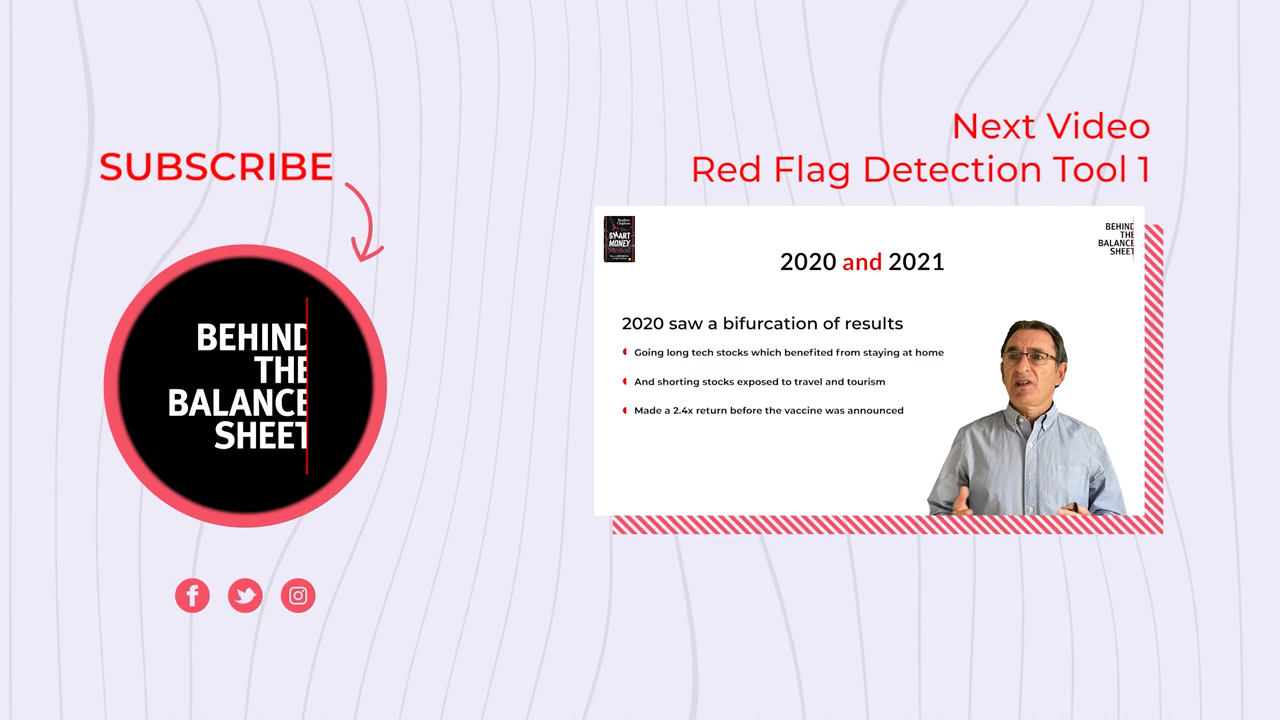 SUBSCRIBE
BEHIND
THE
BALANCE
SHEET
Next Video
Red Flag Detection Tool 1
SMART
MONEY
BEHIND
THE
BALANCE
SHEET
2020 and 2021
2020 saw a bifurcation of results
Going long tech stocks which benefited from staying at home
And shorting stocks exposed to travel and tourism
Made a 2.4x return before the vaccine was announced